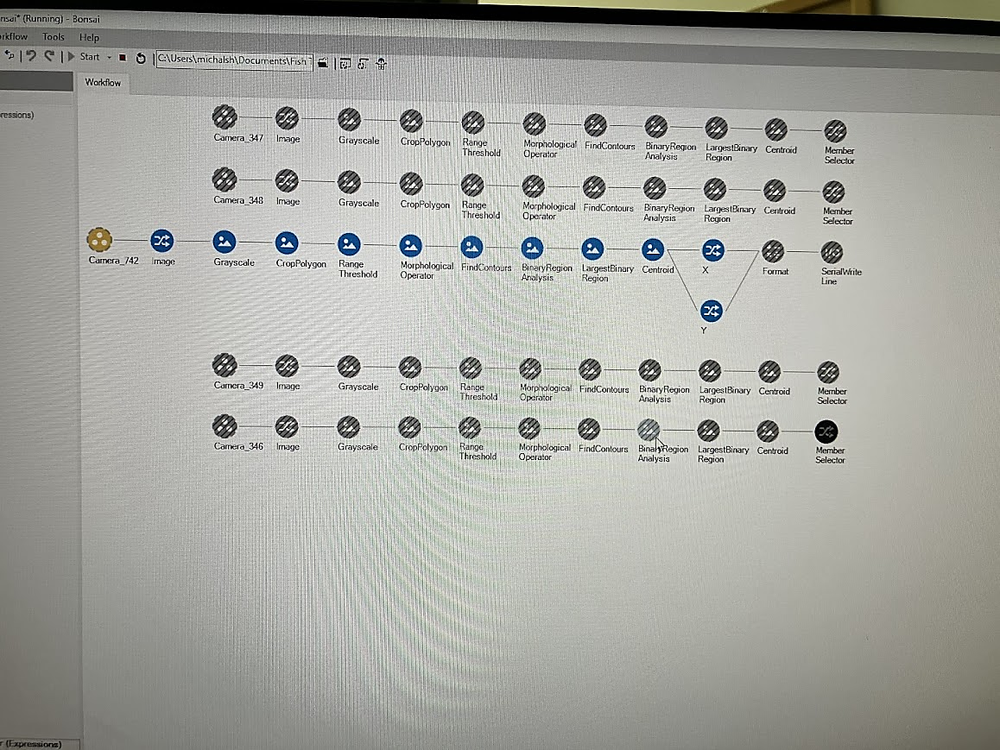 nsai* (Running) - Bonsai
rkflow Tools Help
Start C:\Users\michalsh\Documents\Fish
Workflow
ressions)
Camera_347 Image Grayscale CropPolygon Range Threshold Morphological Operator FindContours BinaryRegion Analysis LargestBinary Region Centroid Member Selector
Camera_348 Image Grayscale CropPolygon Range Threshold Morphological Operator FindContours BinaryRegion Analysis LargestBinary Region Centroid Member Selector
Camera_742 Image Grayscale CropPolygon Range Threshold Morphological Operator FindContours BinaryRegion Analysis LargestBinary Region Centroid X Format SerialWrite Line
Y
Camera_349 Image Grayscale CropPolygon Range Threshold Morphological Operator FindContours BinaryRegion Analysis LargestBinary Region Centroid Member Selector
Camera_346 Image Grayscale CropPolygon Range Threshold Morphological Operator FindContours BinaryRegion Analysis LargestBinary Region Centroid Member Selector
r (Expressions)